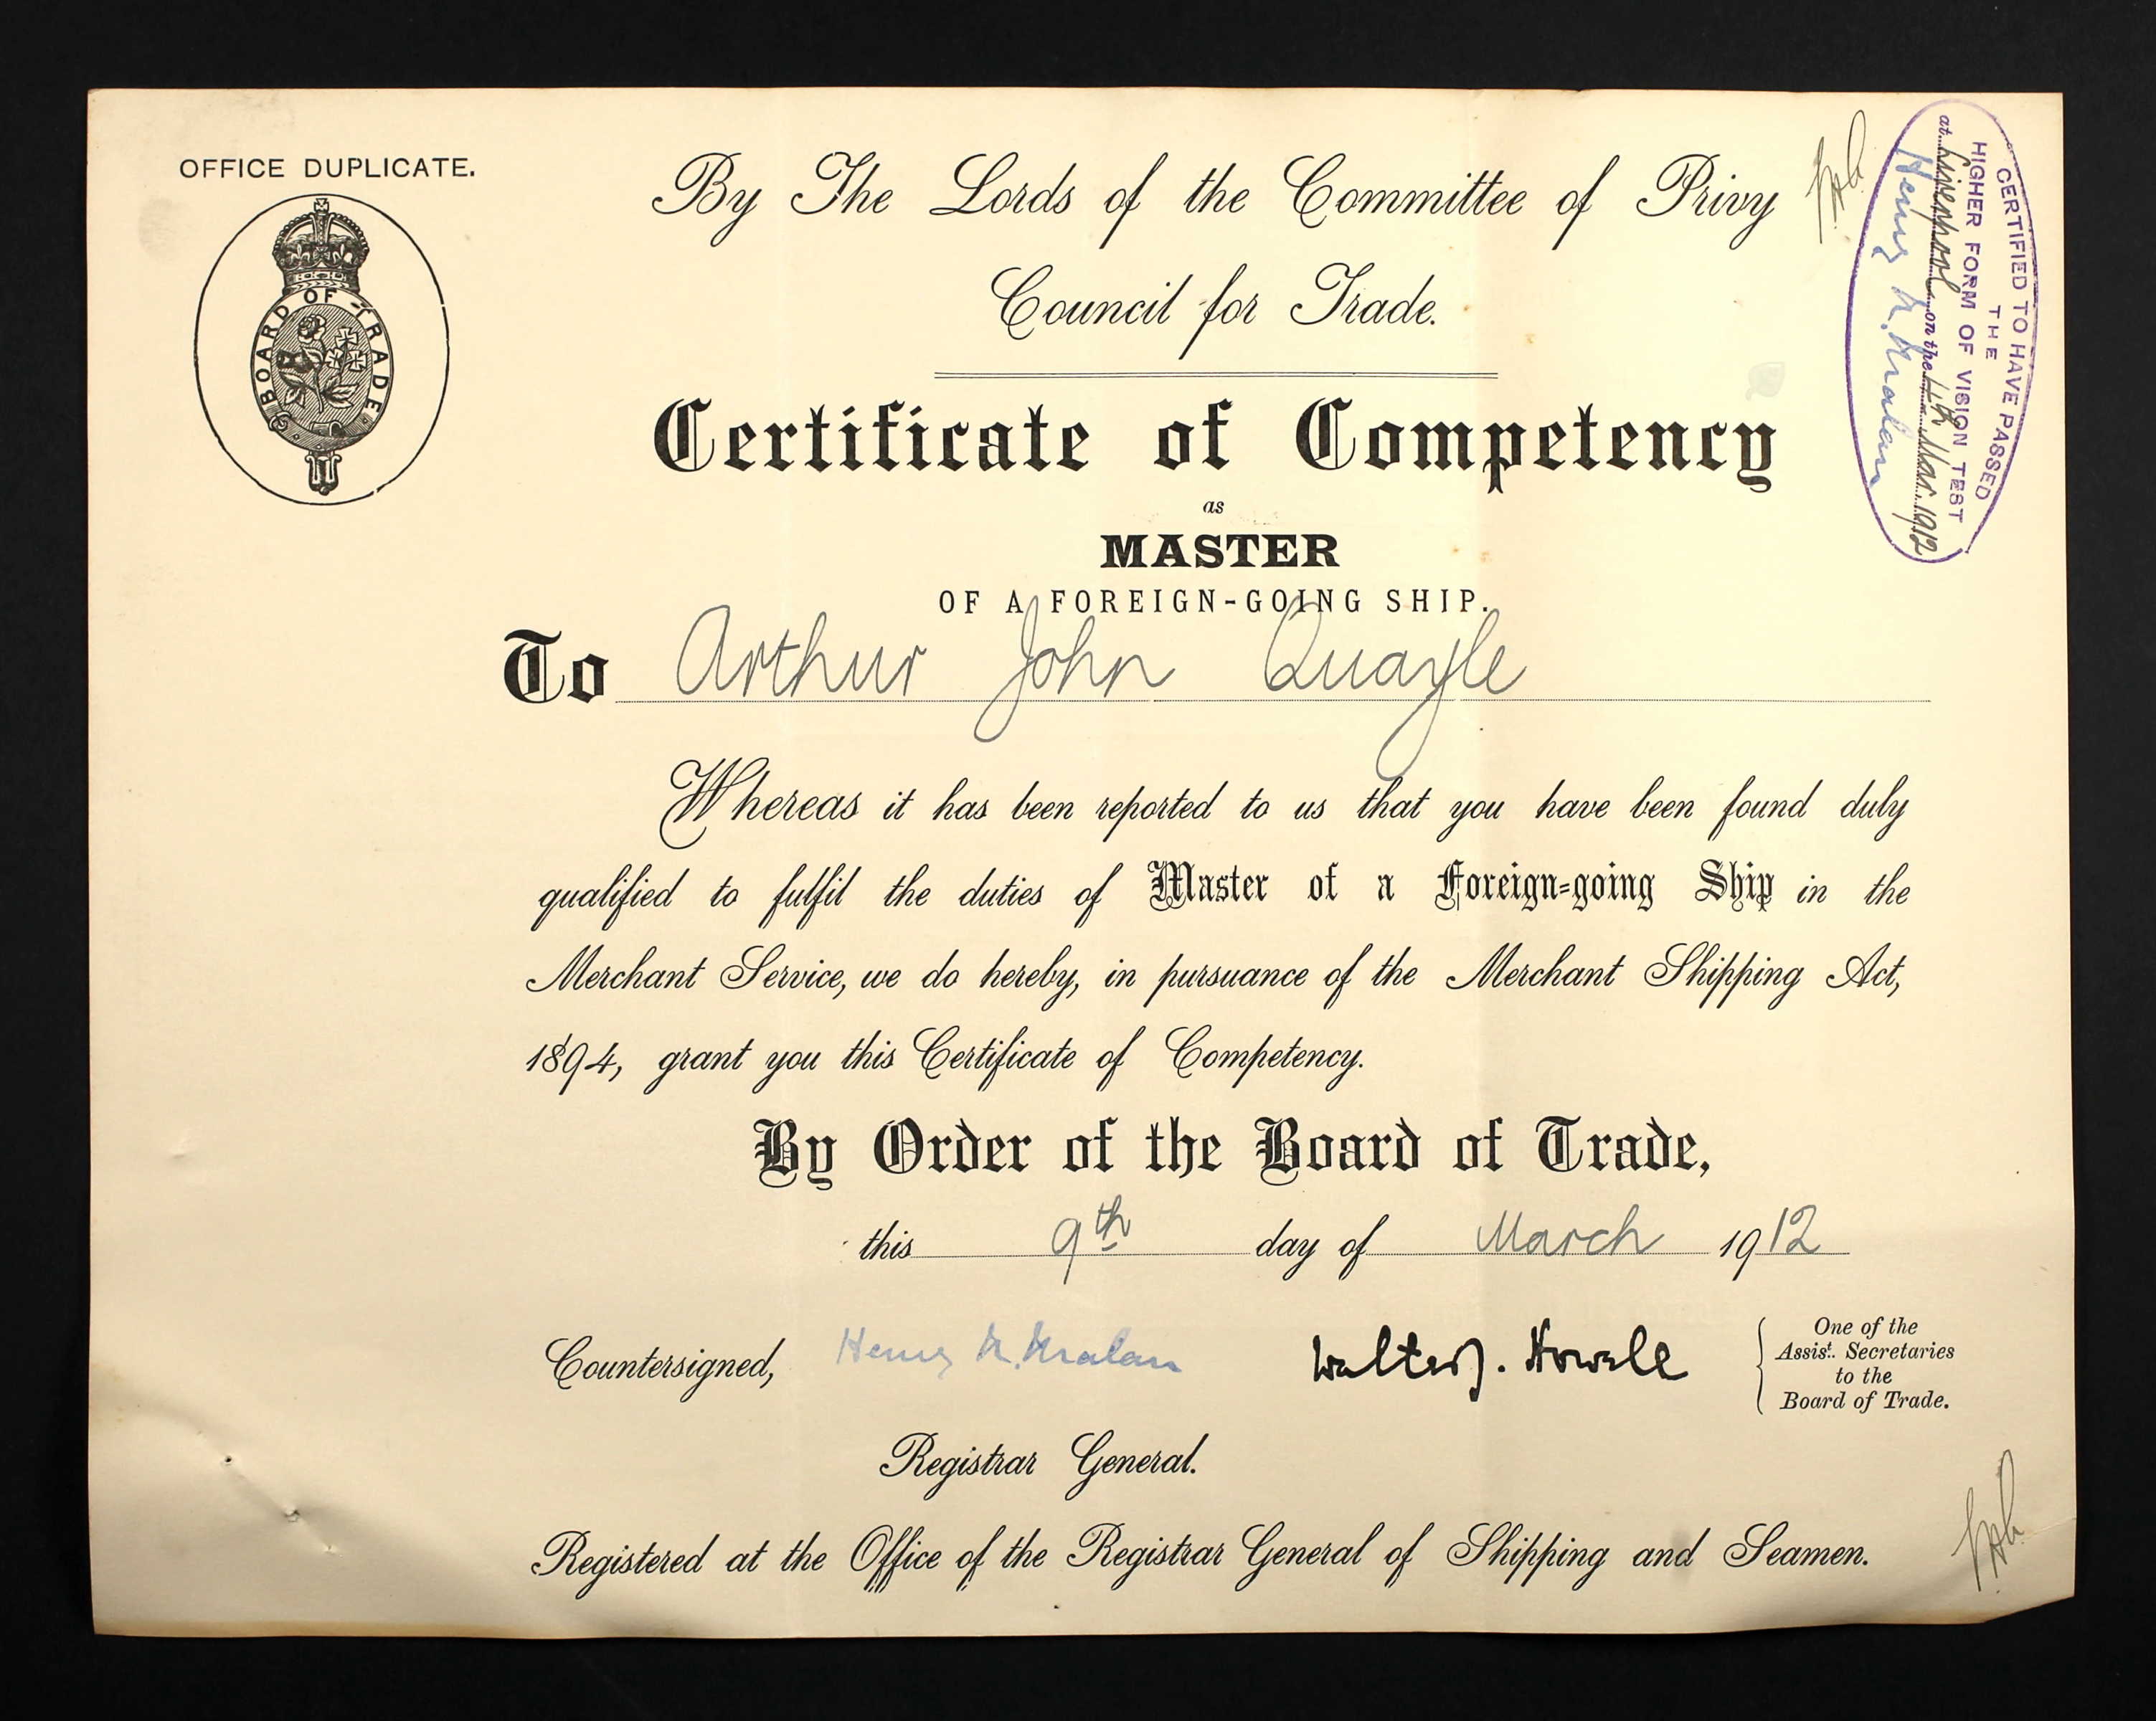 OFFICE DUPLICATE.
BOARD OF TRADE
By The Lords of the Committee of Privy
Council for Trade.
CERTIFIED TO HAVE PASSED
THE
HIGHER FORM OF VISION TEST
at Liverpool on the 4th Mar. 1912
Henry N. Malan
Certificate of Competency
as
MASTER
OF A FOREIGN-GOING SHIP.
To Arthur John Quayle
Whereas it has been reported to us that you have been found duly
qualified to fulfil the duties of Master of a Foreign-going Ship in the
Merchant Service, we do hereby, in pursuance of the Merchant Shipping Act,
1894, grant you this Certificate of Competency.
By Order of the Board of Trade,
this 9th day of March 1912
Countersigned, Henry N. Malan Walter J. Howell
One of the
Assist. Secretaries
to the
Board of Trade.
Registrar General.
Registered at the Office of the Registrar General of Shipping and Seamen.